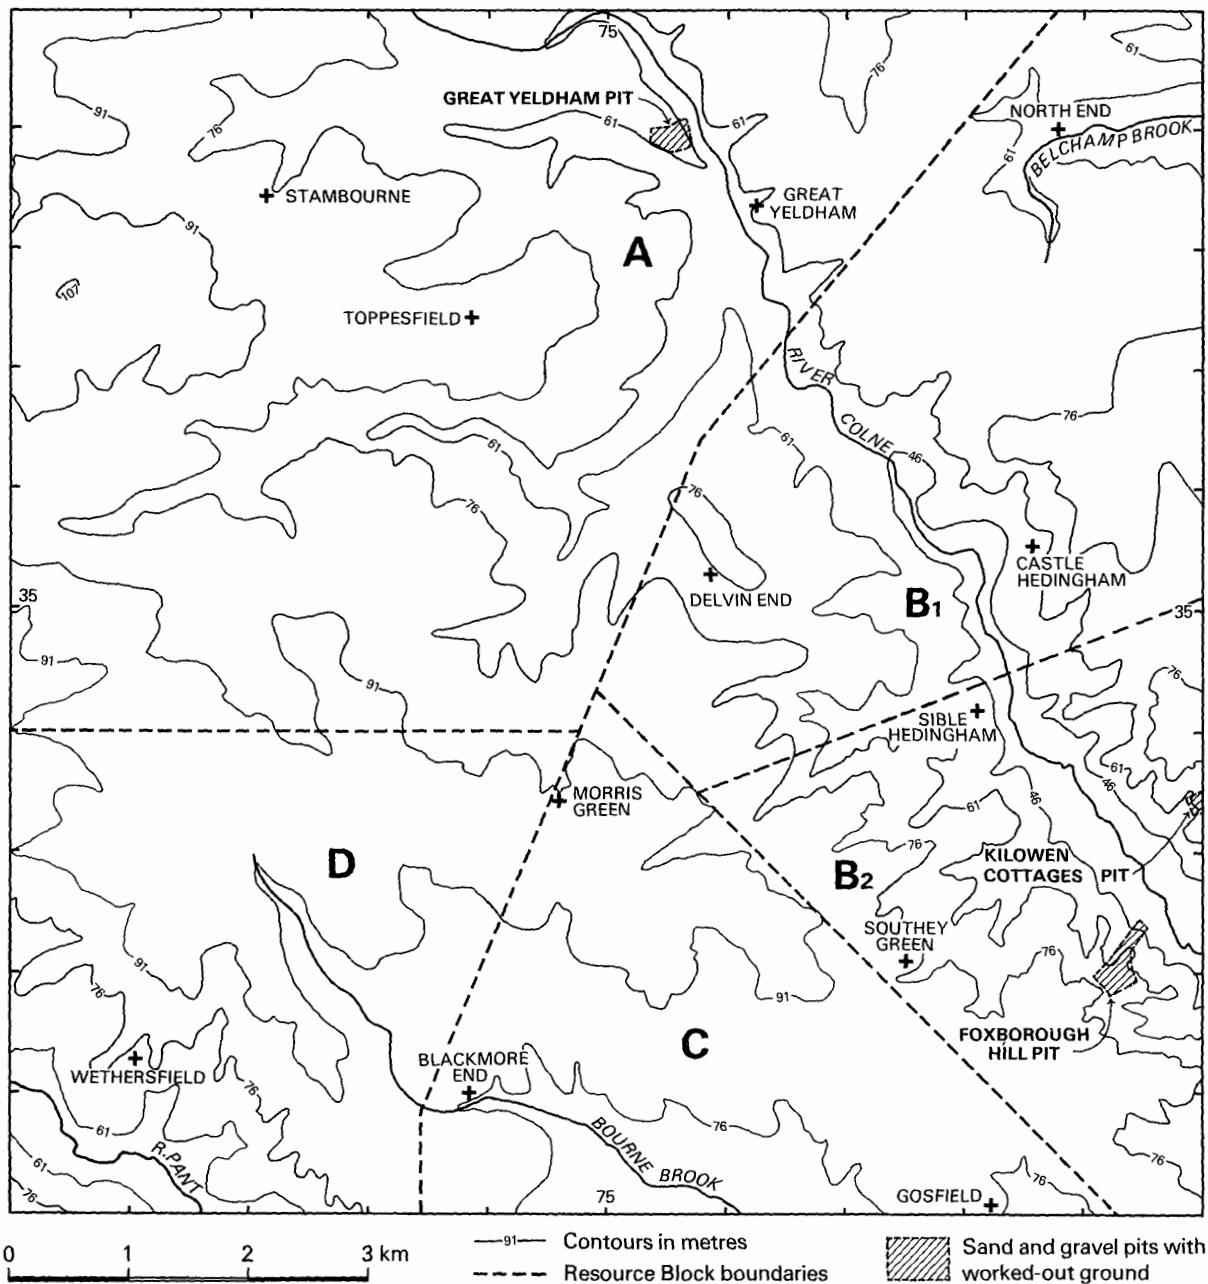 75
61
76
GREAT YELDHAM PIT
91
76
61
61
NORTH END
BELCHAMP BROOK
61
STAMBOURNE
GREAT
YELDHAM
91
A
107
TOPPESFIELD
RIVER
COLNE
76
61
61
46
76
76
CASTLE
HEDINGHAM
DELVIN END
B1
35
35
91
91
76
SIBLE
HEDINGHAM
MORRIS
GREEN
61
46
46
61
D
76
KILOWEN
COTTAGES PIT
B2
SOUTHEY
GREEN
91
76
76
91
C
FOXBOROUGH
HILL PIT
BLACKMORE
END
WETHERSFIELD
76
61
76
R. PANT
BOURNE
BROOK
61
76
76
76
75
GOSFIELD
0 1 2 3 km
91 Contours in metres
Resource Block boundaries
Sand and gravel pits with
worked-out ground